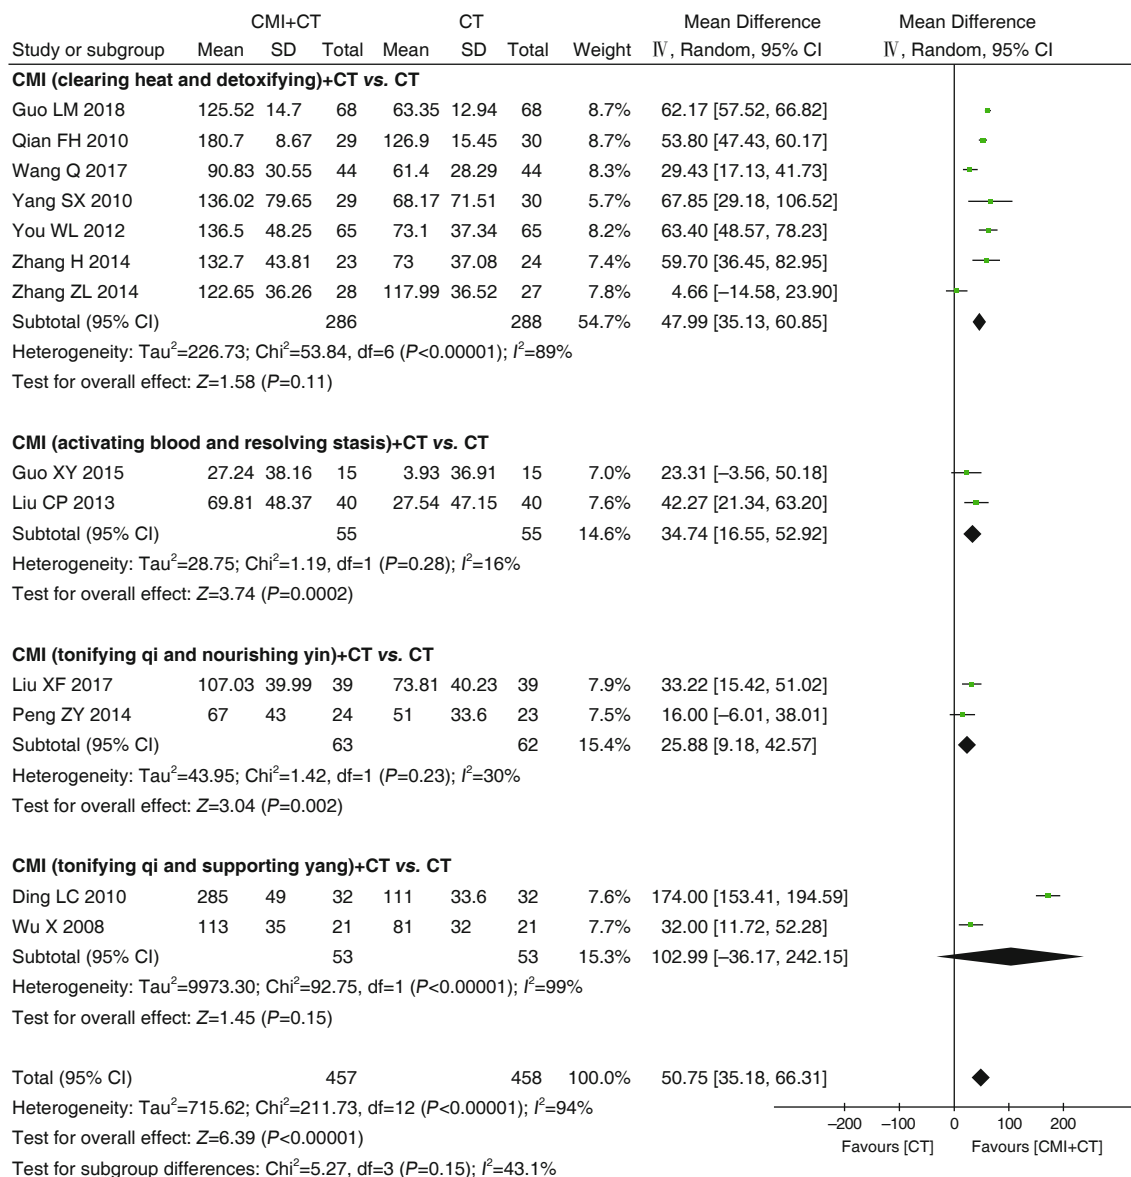 CMI+CT CT Mean Difference Mean Difference
Study or subgroup Mean SD Total Mean SD Total Weight Ⅳ, Random, 95% CI Ⅳ, Random, 95% CI
CMI (clearing heat and detoxifying)+CT vs. CT
Guo LM 2018 125.52 14.7 68 63.35 12.94 68 8.7% 62.17 [57.52, 66.82]
Qian FH 2010 180.7 8.67 29 126.9 15.45 30 8.7% 53.80 [47.43, 60.17]
Wang Q 2017 90.83 30.55 44 61.4 28.29 44 8.3% 29.43 [17.13, 41.73]
Yang SX 2010 136.02 79.65 29 68.17 71.51 30 5.7% 67.85 [29.18, 106.52]
You WL 2012 136.5 48.25 65 73.1 37.34 65 8.2% 63.40 [48.57, 78.23]
Zhang H 2014 132.7 43.81 23 73 37.08 24 7.4% 59.70 [36.45, 82.95]
Zhang ZL 2014 122.65 36.26 28 117.99 36.52 27 7.8% 4.66 [–14.58, 23.90]
Subtotal (95% CI) 286 288 54.7% 47.99 [35.13, 60.85]
Heterogeneity: Tau²=226.73; Chi²=53.84, df=6 (P<0.00001); I²=89%
Test for overall effect: Z=1.58 (P=0.11)
CMI (activating blood and resolving stasis)+CT vs. CT
Guo XY 2015 27.24 38.16 15 3.93 36.91 15 7.0% 23.31 [–3.56, 50.18]
Liu CP 2013 69.81 48.37 40 27.54 47.15 40 7.6% 42.27 [21.34, 63.20]
Subtotal (95% CI) 55 55 14.6% 34.74 [16.55, 52.92]
Heterogeneity: Tau²=28.75; Chi²=1.19, df=1 (P=0.28); I²=16%
Test for overall effect: Z=3.74 (P=0.0002)
CMI (tonifying qi and nourishing yin)+CT vs. CT
Liu XF 2017 107.03 39.99 39 73.81 40.23 39 7.9% 33.22 [15.42, 51.02]
Peng ZY 2014 67 43 24 51 33.6 23 7.5% 16.00 [–6.01, 38.01]
Subtotal (95% CI) 63 62 15.4% 25.88 [9.18, 42.57]
Heterogeneity: Tau²=43.95; Chi²=1.42, df=1 (P=0.23); I²=30%
Test for overall effect: Z=3.04 (P=0.002)
CMI (tonifying qi and supporting yang)+CT vs. CT
Ding LC 2010 285 49 32 111 33.6 32 7.6% 174.00 [153.41, 194.59]
Wu X 2008 113 35 21 81 32 21 7.7% 32.00 [11.72, 52.28]
Subtotal (95% CI) 53 53 15.3% 102.99 [–36.17, 242.15]
Heterogeneity: Tau²=9973.30; Chi²=92.75, df=1 (P<0.00001); I²=99%
Test for overall effect: Z=1.45 (P=0.15)
Total (95% CI) 457 458 100.0% 50.75 [35.18, 66.31]
Heterogeneity: Tau²=715.62; Chi²=211.73, df=12 (P<0.00001); I²=94%
–200 –100 0 100 200
Test for overall effect: Z=6.39 (P<0.00001)
Favours [CT] Favours [CMI+CT]
Test for subgroup differences: Chi²=5.27, df=3 (P=0.15); I²=43.1%